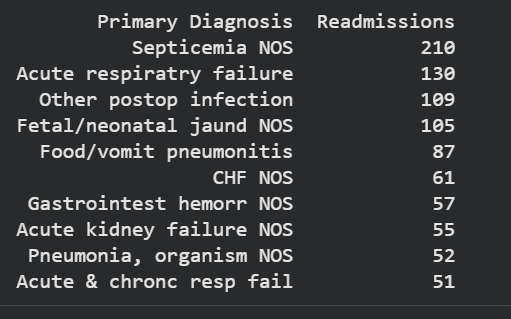 Primary Diagnosis Readmissions
Septicemia NOS 210
Acute respiratry failure 130
Other postop infection 109
Fetal/neonatal jaund NOS 105
Food/vomit pneumonitis 87
CHF NOS 61
Gastrointest hemorr NOS 57
Acute kidney failure NOS 55
Pneumonia, organism NOS 52
Acute & chronc resp fail 51